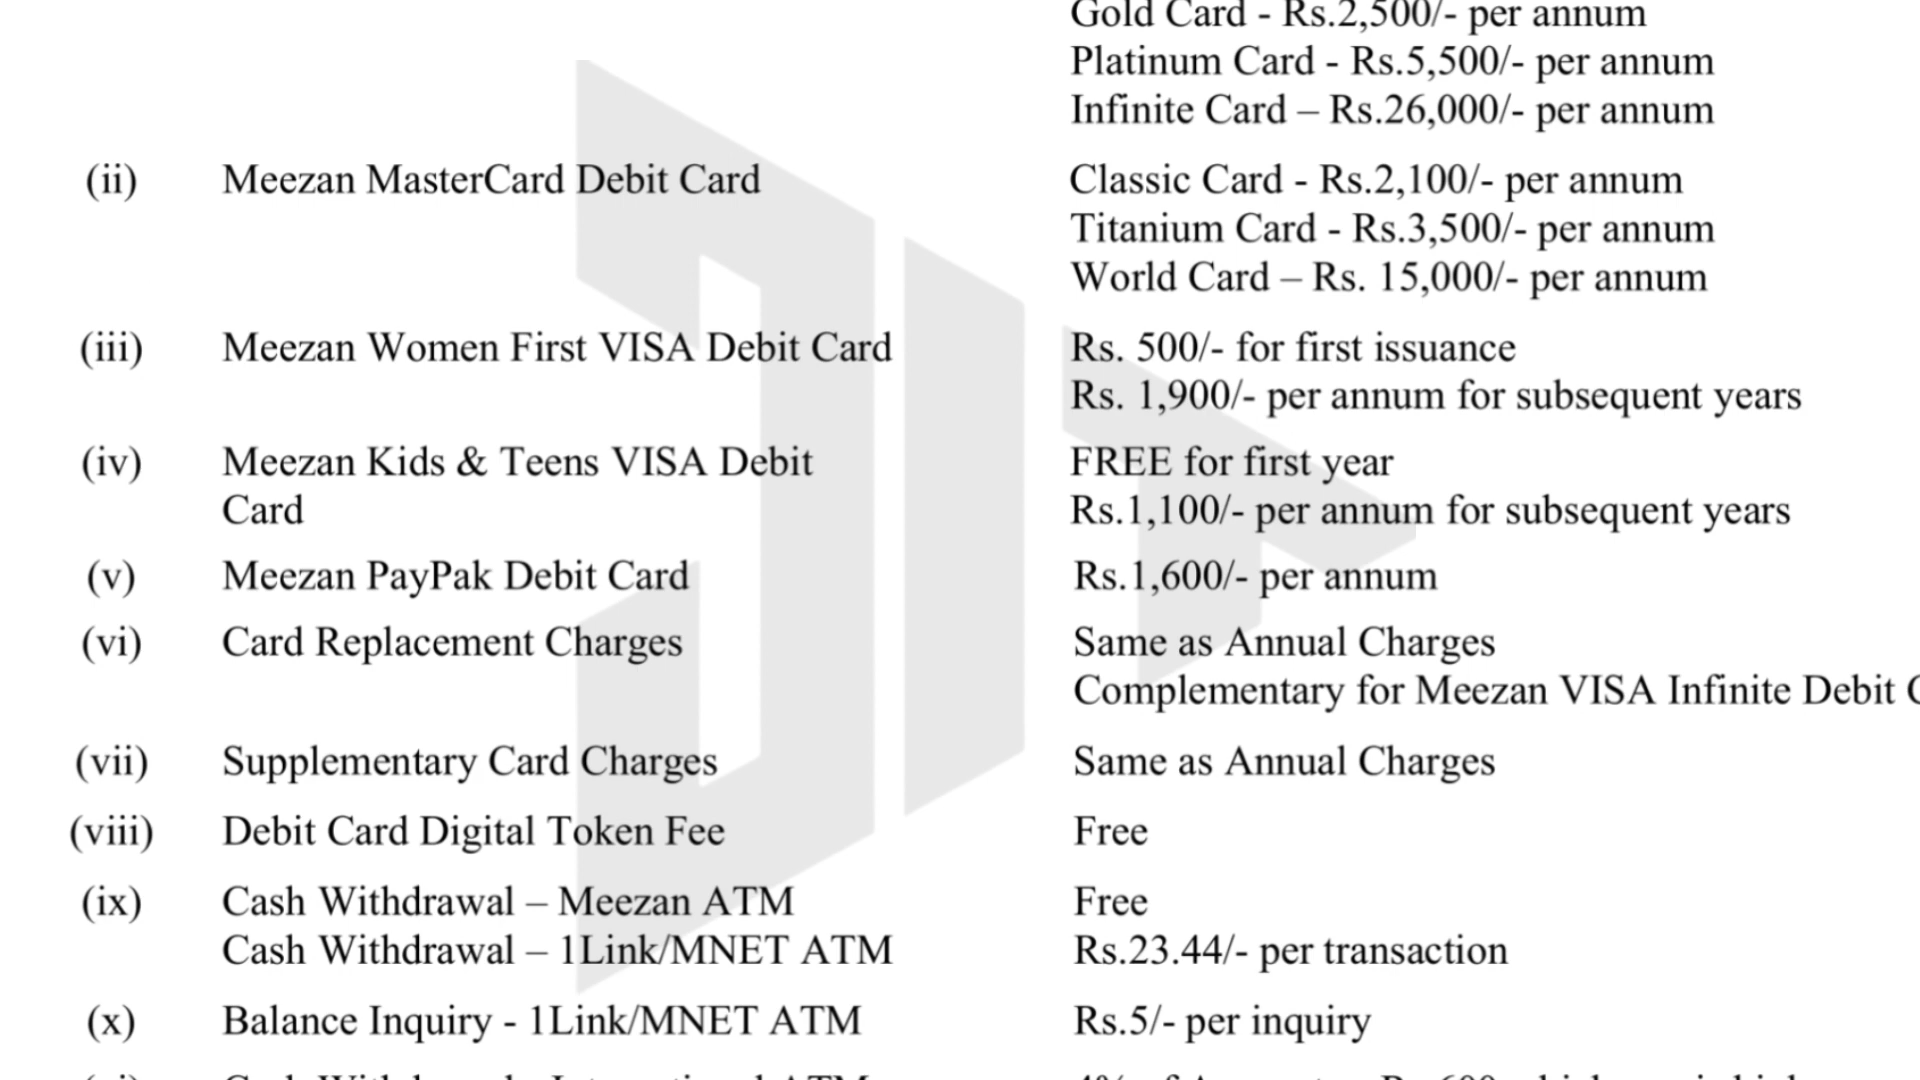 Gold Card - Rs.2,500/- per annum
Platinum Card - Rs.5,500/- per annum
Infinite Card – Rs.26,000/- per annum
(ii) Meezan MasterCard Debit Card Classic Card - Rs.2,100/- per annum
Titanium Card - Rs.3,500/- per annum
World Card – Rs. 15,000/- per annum
(iii) Meezan Women First VISA Debit Card Rs. 500/- for first issuance
Rs. 1,900/- per annum for subsequent years
(iv) Meezan Kids & Teens VISA Debit FREE for first year
Card Rs.1,100/- per annum for subsequent years
(v) Meezan PayPak Debit Card Rs.1,600/- per annum
(vi) Card Replacement Charges Same as Annual Charges
Complementary for Meezan VISA Infinite Debit
(vii) Supplementary Card Charges Same as Annual Charges
(viii) Debit Card Digital Token Fee Free
(ix) Cash Withdrawal – Meezan ATM Free
Cash Withdrawal – 1Link/MNET ATM Rs.23.44/- per transaction
(x) Balance Inquiry - 1Link/MNET ATM Rs.5/- per inquiry